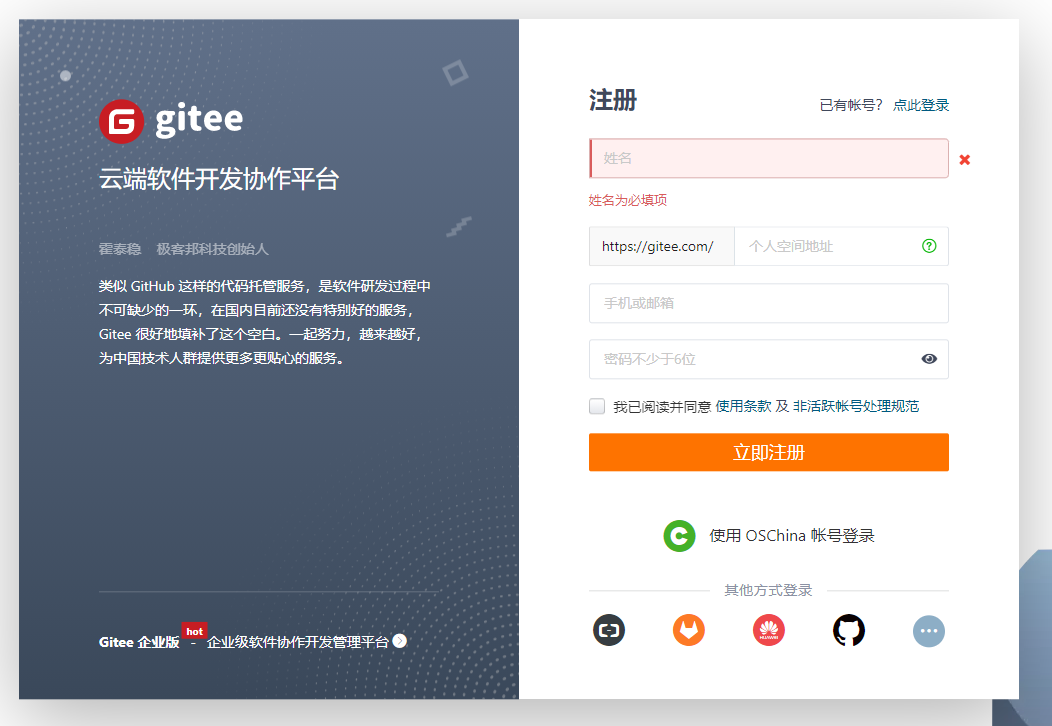 gitee
云端软件开发协作平台
霍泰稳 极客邦科技创始人
类似 GitHub 这样的代码托管服务，是软件研发过程中
不可缺少的一环，在国内目前还没有特别好的服务，
Gitee 很好地填补了这个空白。一起努力，越来越好，
为中国技术人群提供更多更贴心的服务。
Gitee 企业版 hot - 企业级软件协作开发管理平台
注册
已有帐号？ 点此登录
姓名
姓名为必填项
https://gitee.com/ 个人空间地址
手机或邮箱
密码不少于6位
我已阅读并同意 使用条款 及 非活跃帐号处理规范
立即注册
使用 OSChina 帐号登录
其他方式登录
HUAWEI